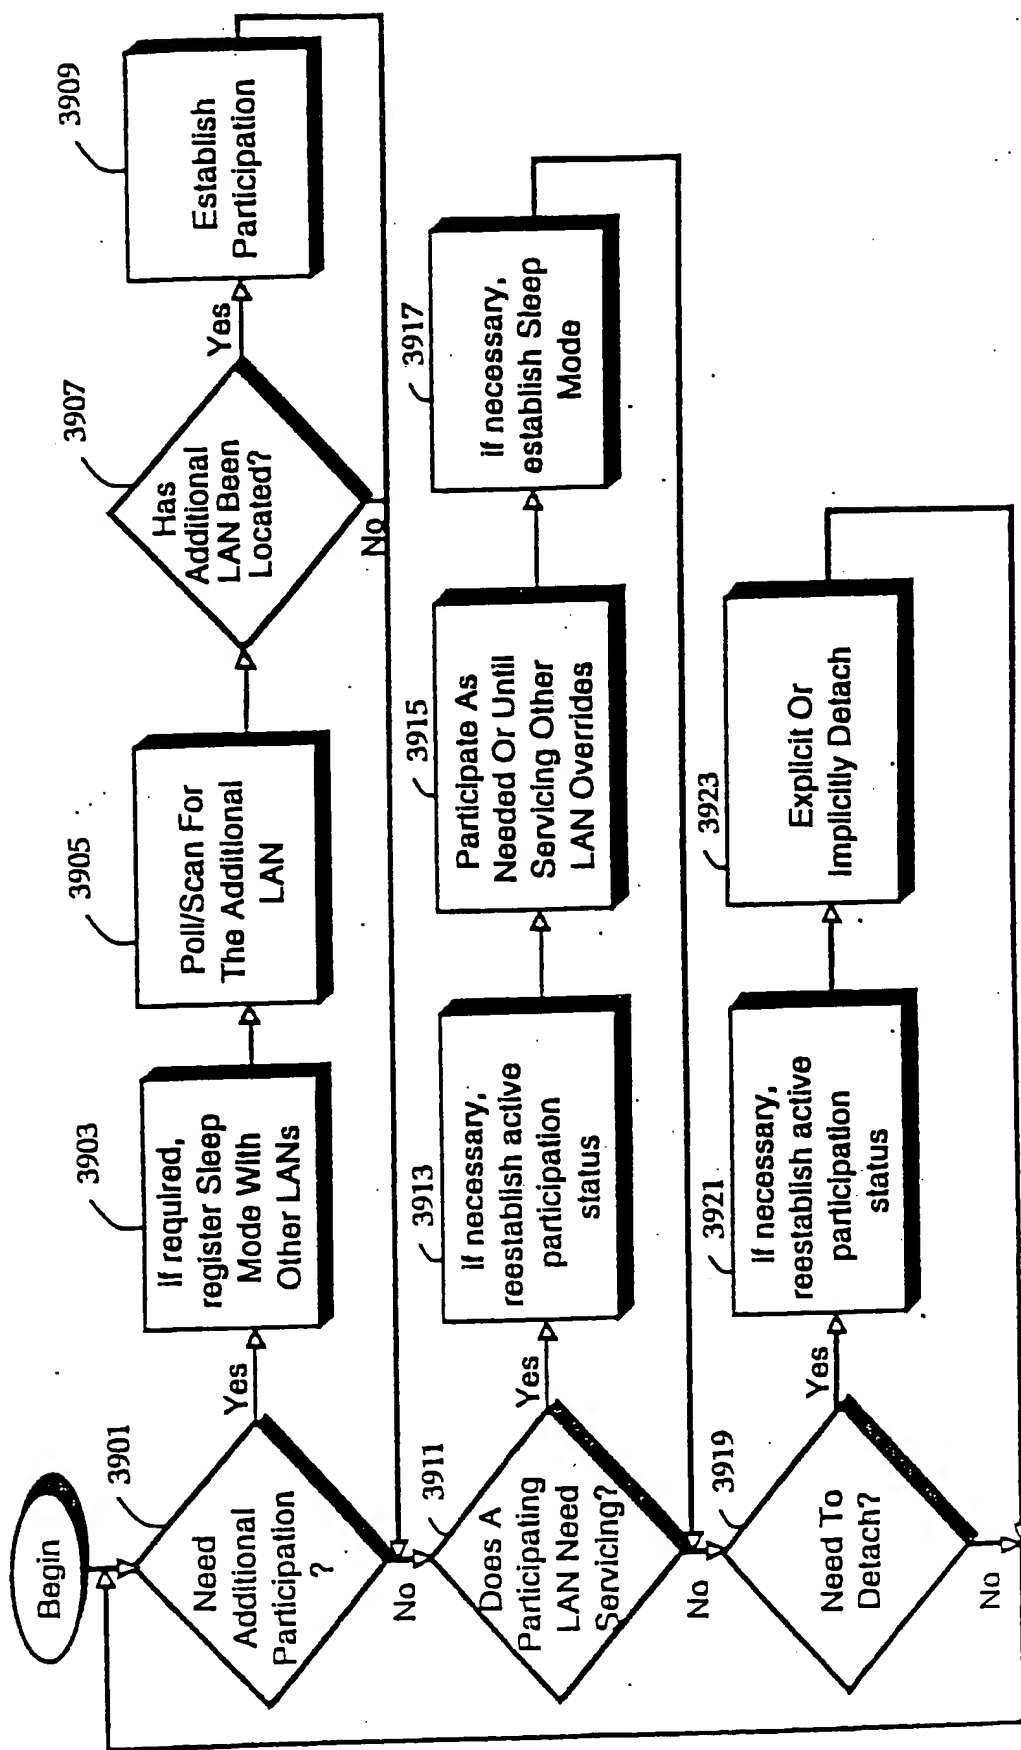 Begin
3901
Need
Additional
Participation
?
Yes
No
3903
If required,
register Sleep
Mode With
Other LANs
3905
Poll/Scan For
The Additional
LAN
3907
Has
Additional
LAN Been
Located?
Yes
No
3909
Establish
Participation
3911
Does A
Participating
LAN Need
Servicing?
Yes
No
3913
If necessary,
reestablish active
participation
status
3915
Participate As
Needed Or Until
Servicing Other
LAN Overrides
3917
If necessary,
establish Sleep
Mode
3919
Need To
Detach?
Yes
No
3921
If necessary,
reestablish active
participation
status
3923
Explicit Or
Implicitly Detach